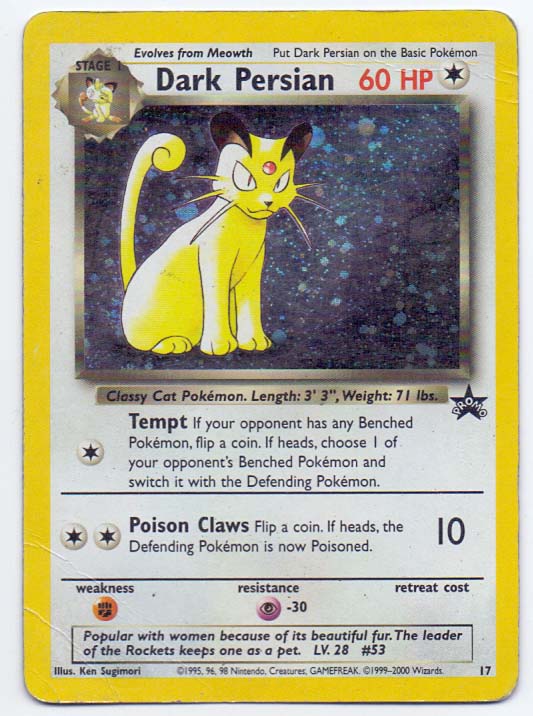 Evolves from Meowth Put Dark Persian on the Basic Pokémon
STAGE 1
Dark Persian 60 HP
Classy Cat Pokémon. Length: 3' 3", Weight: 71 lbs.
PROMO
Tempt If your opponent has any Benched
Pokémon, flip a coin. If heads, choose 1 of
your opponent's Benched Pokémon and
switch it with the Defending Pokémon.
Poison Claws Flip a coin. If heads, the
Defending Pokémon is now Poisoned.
10
weakness resistance retreat cost
-30
Popular with women because of its beautiful fur. The leader
of the Rockets keeps one as a pet. LV. 28 #53
Illus. Ken Sugimori ©1995, 96, 98 Nintendo, Creatures, GAMEFREAK. ©1999-2000 Wizards. 17